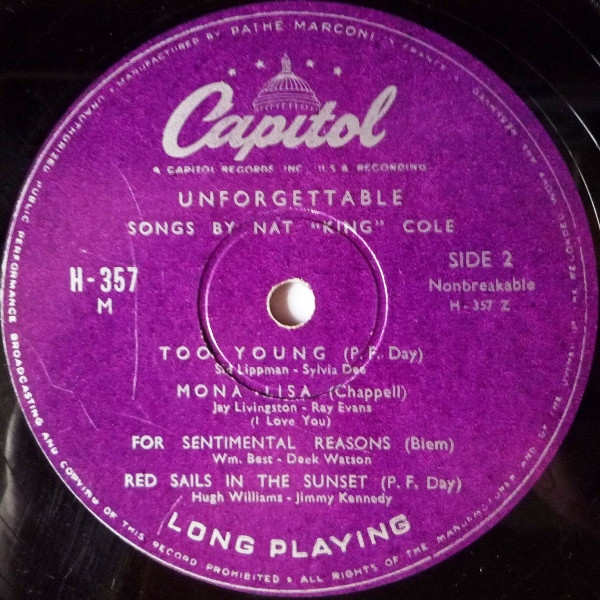 MANUFACTURED BY PATHÉ MARCONI • FRANCE •
Capitol
A CAPITOL RECORDS INC. U.S.A. RECORDING
UNFORGETTABLE
SONGS BY NAT "KING" COLE
H-357
M
SIDE 2
Nonbreakable
H-357 Z
TOO YOUNG (P. F. Day)
Sid Lippman - Sylvia Dee
MONA LISA (Chappell)
Jay Livingston - Ray Evans
(I Love You)
FOR SENTIMENTAL REASONS (Biem)
Wm. Best - Deek Watson
RED SAILS IN THE SUNSET (P. F. Day)
Hugh Williams - Jimmy Kennedy
LONG PLAYING
UNAUTHORIZED PUBLIC PERFORMANCE BROADCASTING AND COPYING OF THIS RECORD PROHIBITED • ALL RIGHTS OF THE MANUFACTURER AND OF THE OWNER OF THE RECORDED WORK RESERVED